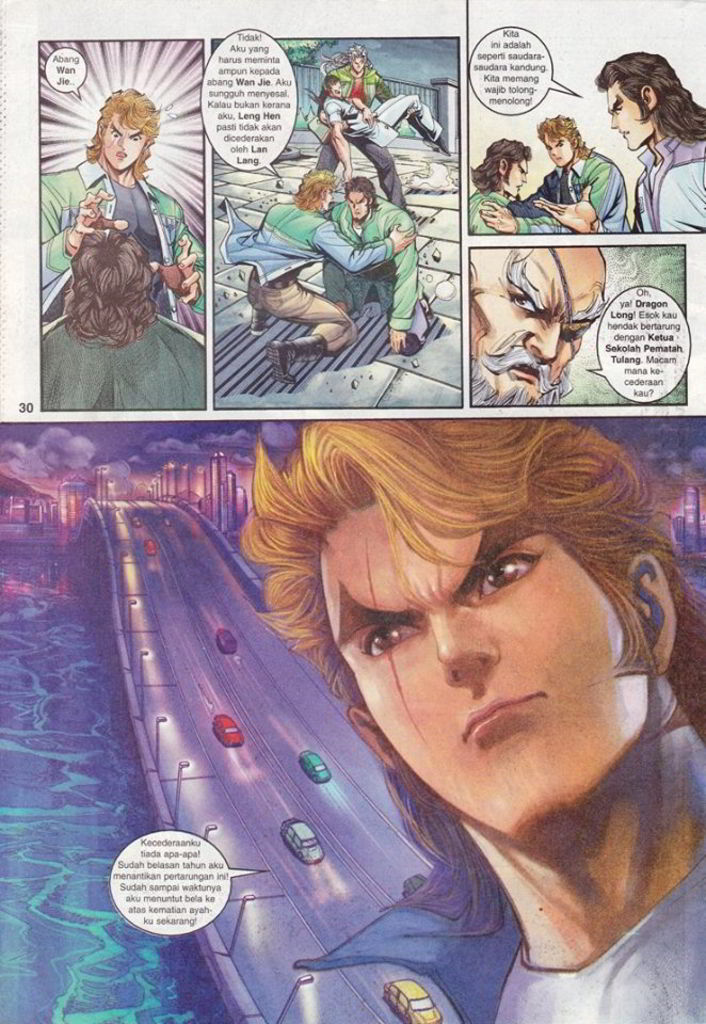 Abang
Wan
Jie..
Tidak!
Aku yang
harus meminta
ampun kepada
abang Wan Jie. Aku
sungguh menyesal.
Kalau bukan kerana
aku, Leng Hen
pasti tidak akan
dicederakan
oleh Lan
Lang.
Kita
ini adalah
seperti saudara-
saudara kandung.
Kita memang
wajib tolong-
menolong!
Oh,
ya! Dragon
Long! Esok kau
hendak bertarung
dengan Ketua
Sekolah Pematah
Tulang. Macam
mana ke-
cederaan
kau?
30
Kecederaanku
tiada apa-apa!
Sudah belasan tahun aku
menantikan pertarungan ini!
Sudah sampai waktunya
aku menuntut bela ke
atas kematian ayah-
ku sekarang!